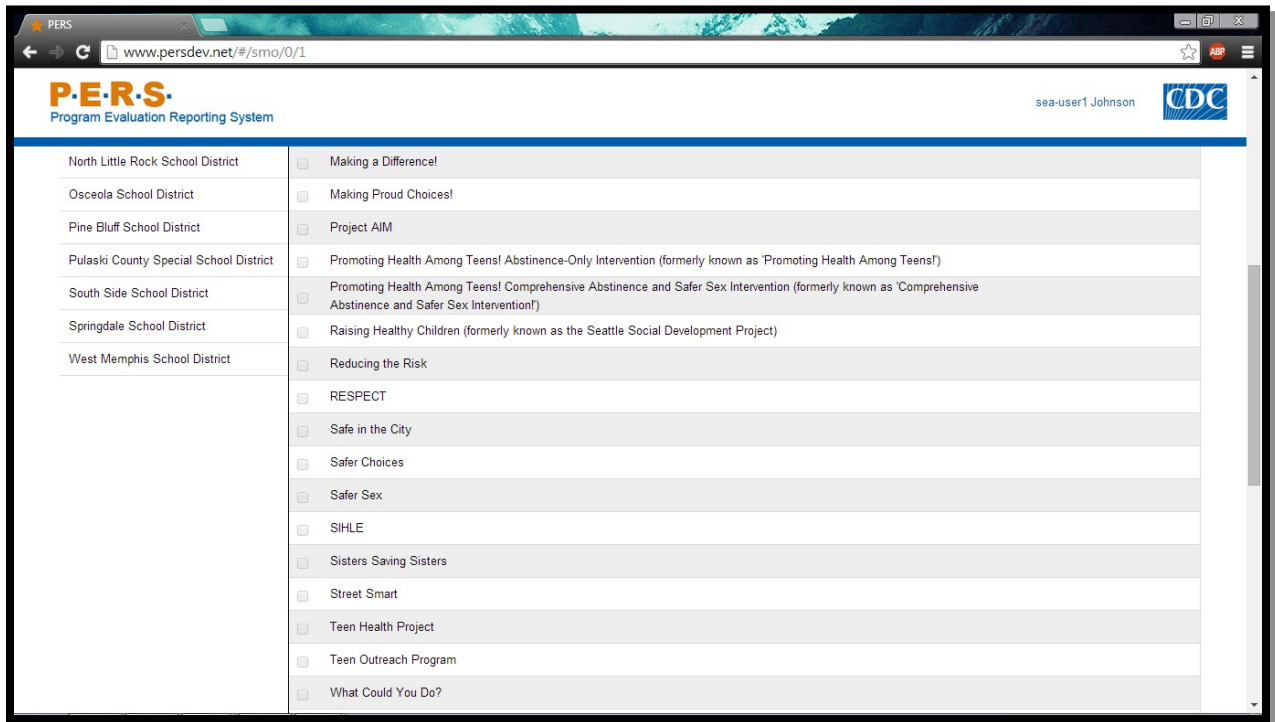 PERS
www.persdev.net/#/smo/0/1
ABP
P·E·R·S·
Program Evaluation Reporting System
sea-user1 Johnson
CDC
North Little Rock School District
Osceola School District
Pine Bluff School District
Pulaski County Special School District
South Side School District
Springdale School District
West Memphis School District
Making a Difference!
Making Proud Choices!
Project AIM
Promoting Health Among Teens! Abstinence-Only Intervention (formerly known as 'Promoting Health Among Teens!')
Promoting Health Among Teens! Comprehensive Abstinence and Safer Sex Intervention (formerly known as 'Comprehensive
Abstinence and Safer Sex Intervention!')
Raising Healthy Children (formerly known as the Seattle Social Development Project)
Reducing the Risk
RESPECT
Safe in the City
Safer Choices
Safer Sex
SIHLE
Sisters Saving Sisters
Street Smart
Teen Health Project
Teen Outreach Program
What Could You Do?